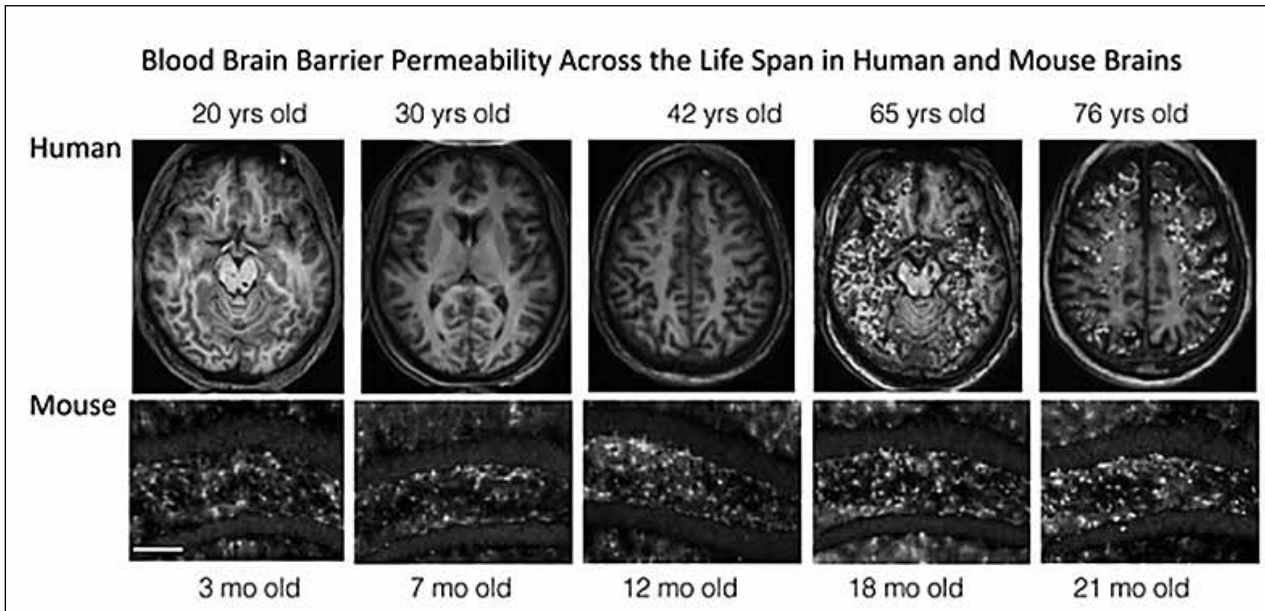 Blood Brain Barrier Permeability Across the Life Span in Human and Mouse Brains
20 yrs old 30 yrs old 42 yrs old 65 yrs old 76 yrs old
Human
Mouse
3 mo old 7 mo old 12 mo old 18 mo old 21 mo old